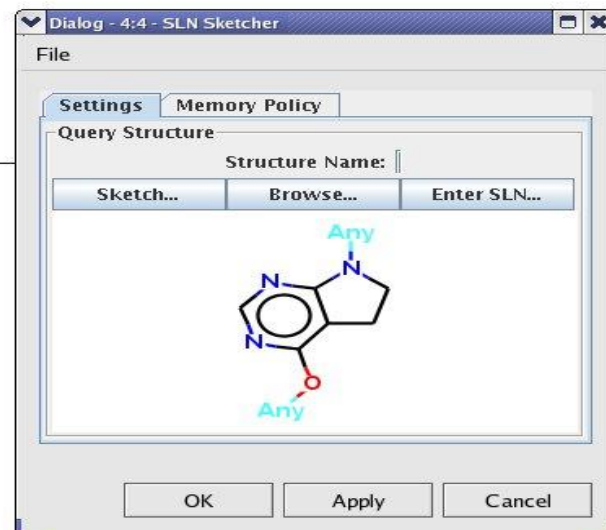 Dialog - 4:4 - SLN Sketcher
File
Settings Memory Policy
Query Structure
Structure Name:
Sketch... Browse... Enter SLN...
Any
N
N
N
O
Any
OK Apply Cancel